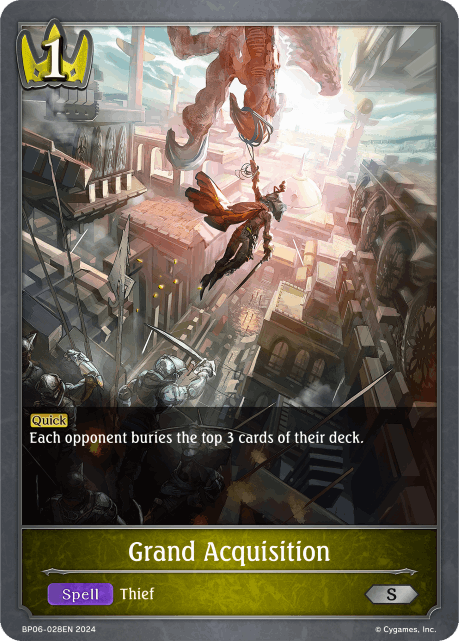 1
Quick
Each opponent buries the top 3 cards of their deck.
Grand Acquisition
Spell Thief S
BP06-028EN 2024 © Cygames, Inc.